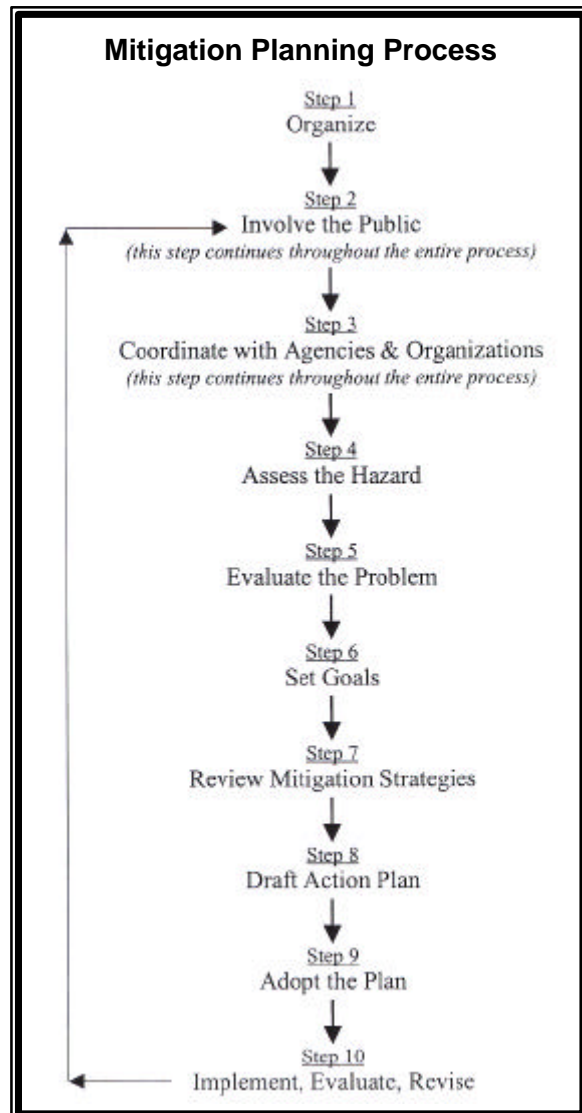 Mitigation Planning Process
Step 1
Organize
Step 2
Involve the Public
(this step continues throughout the entire process)
Step 3
Coordinate with Agencies & Organizations
(this step continues throughout the entire process)
Step 4
Assess the Hazard
Step 5
Evaluate the Problem
Step 6
Set Goals
Step 7
Review Mitigation Strategies
Step 8
Draft Action Plan
Step 9
Adopt the Plan
Step 10
Implement, Evaluate, Revise